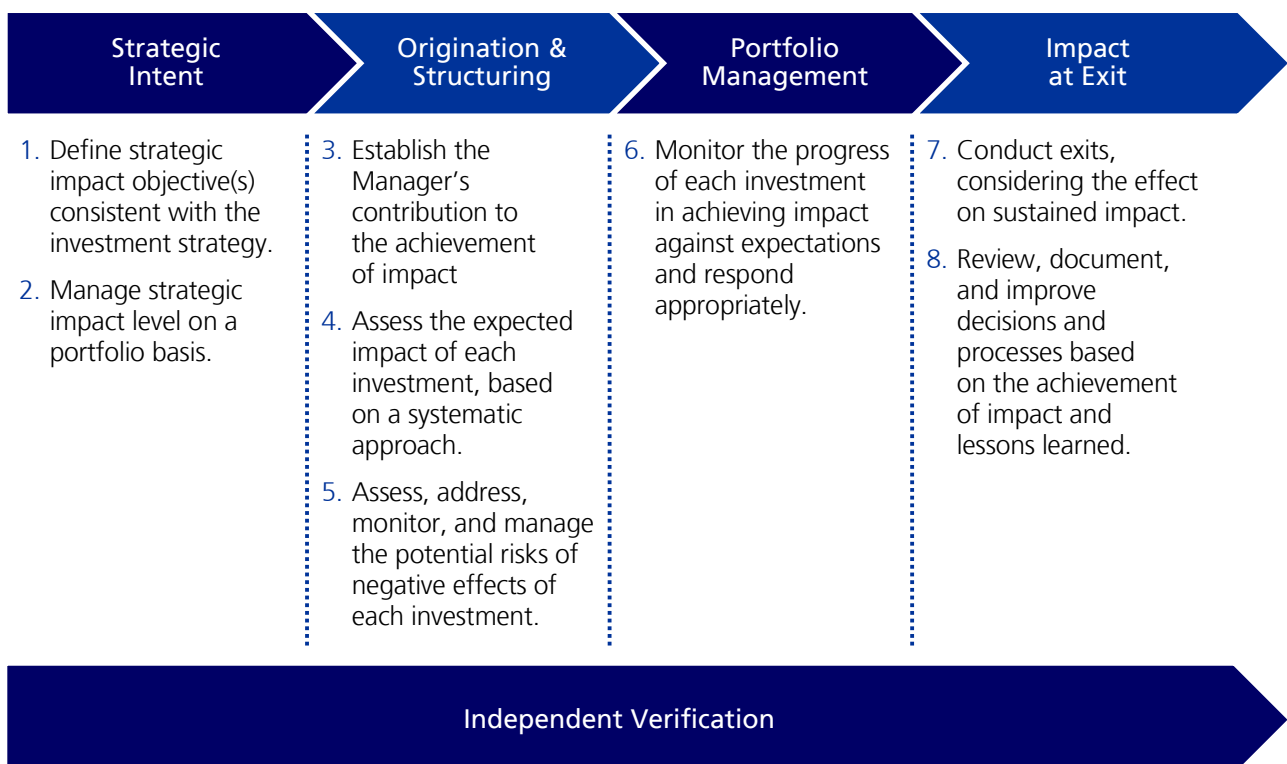 Strategic
Intent
Origination &
Structuring
Portfolio
Management
Impact
at Exit
1. Define strategic
impact objective(s)
consistent with the
investment strategy.
2. Manage strategic
impact level on a
portfolio basis.
3. Establish the
Manager’s
contribution to
the achievement
of impact
4. Assess the expected
impact of each
investment, based
on a systematic
approach.
5. Assess, address,
monitor, and manage
the potential risks of
negative effects of
each investment.
6. Monitor the progress
of each investment
in achieving impact
against expectations
and respond
appropriately.
7. Conduct exits,
considering the effect
on sustained impact.
8. Review, document,
and improve
decisions and
processes based
on the achievement
of impact and
lessons learned.
Independent Verification